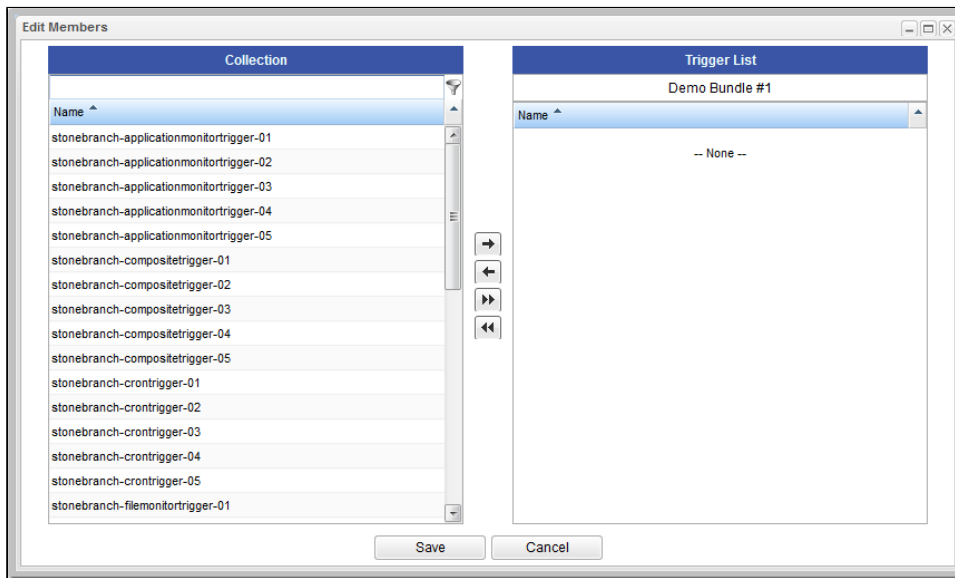 Edit Members
Collection
Trigger List
Demo Bundle #1
Name
Name
stonebranch-applicationmonitortrigger-01
-- None --
stonebranch-applicationmonitortrigger-02
stonebranch-applicationmonitortrigger-03
stonebranch-applicationmonitortrigger-04
stonebranch-applicationmonitortrigger-05
stonebranch-compositetrigger-01
stonebranch-compositetrigger-02
stonebranch-compositetrigger-03
stonebranch-compositetrigger-04
stonebranch-compositetrigger-05
stonebranch-crontrigger-01
stonebranch-crontrigger-02
stonebranch-crontrigger-03
stonebranch-crontrigger-04
stonebranch-crontrigger-05
stonebranch-filemonitortrigger-01
Save
Cancel